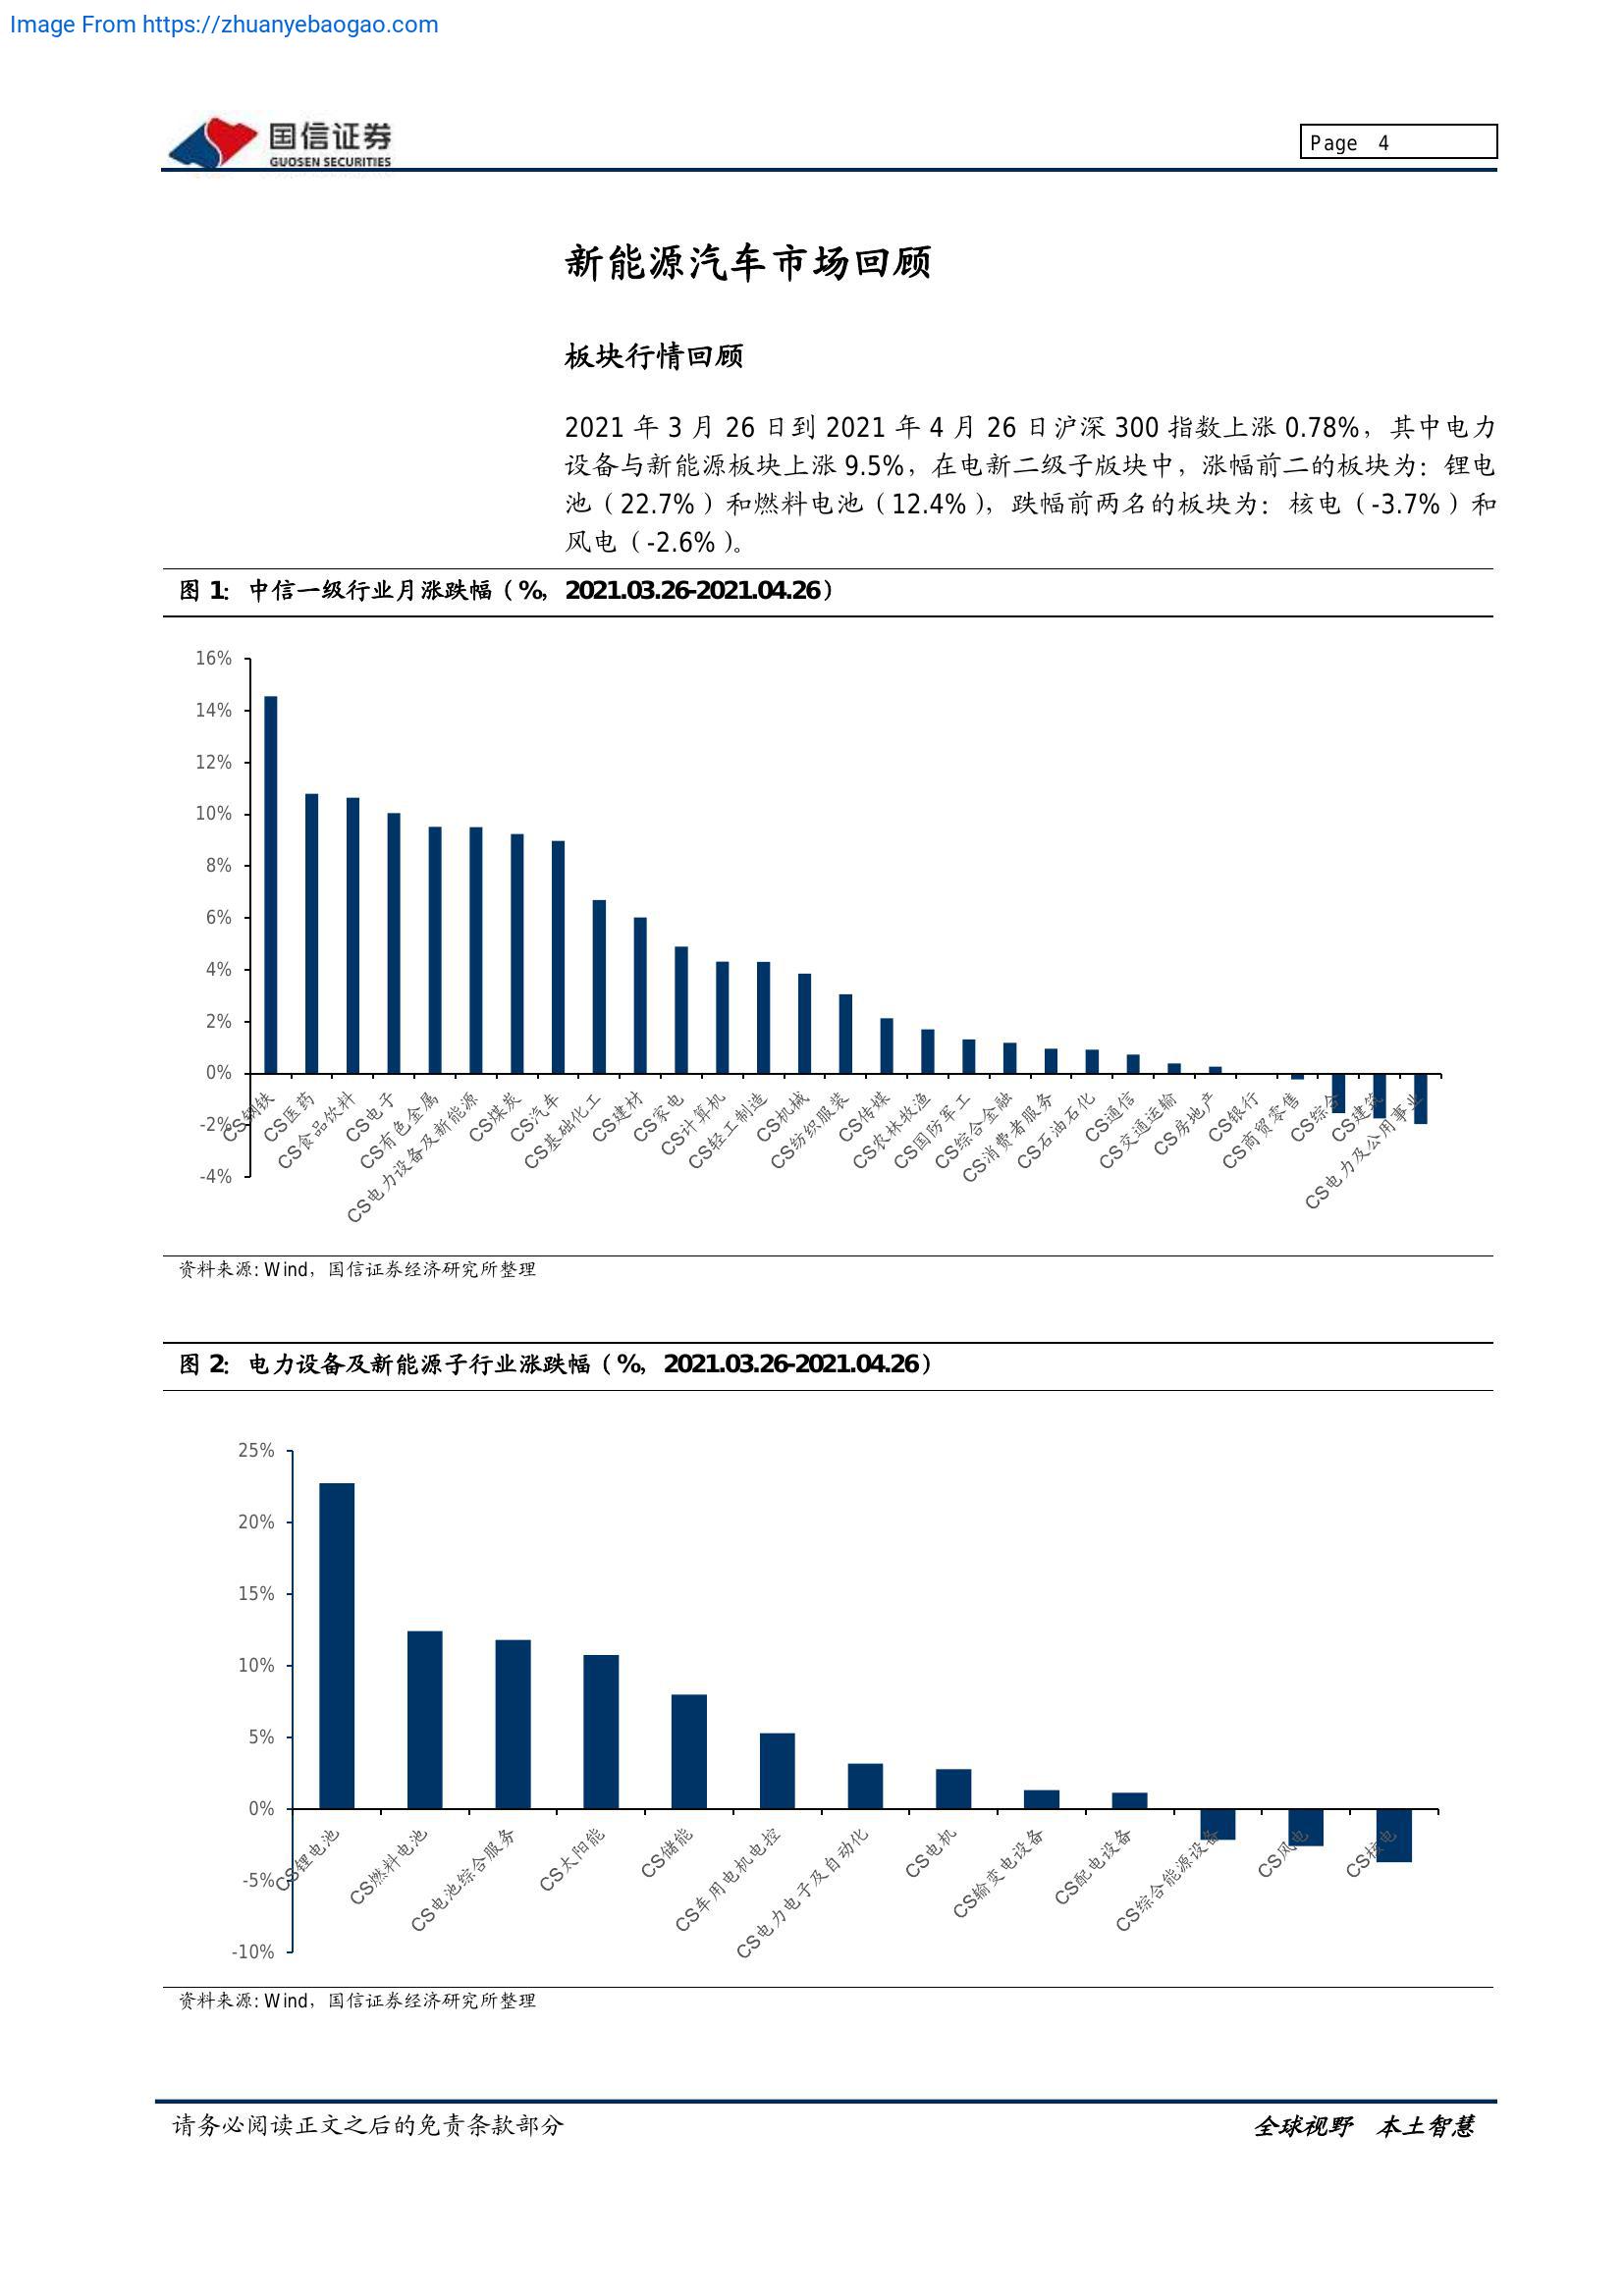 Image From https://zhuanyebaogao.com
国信证券
GUOSEN SECURITIES
Page 4
新能源汽车市场回顾
板块行情回顾
2021 年 3 月 26 日到 2021 年 4 月 26 日沪深 300 指数上涨 0.78%，其中电力
设备与新能源板块上涨 9.5%，在电新二级子版块中，涨幅前二的板块为：锂电
池（22.7%）和燃料电池（12.4%），跌幅前两名的板块为：核电（-3.7%）和
风电（-2.6%）。
图 1：中信一级行业月涨跌幅（%，2021.03.26-2021.04.26）
16%
14%
12%
10%
8%
6%
4%
2%
0%
-2%
-4%
CS钢铁
CS医药
CS食品饮料
CS电子
CS有色金属
CS电力设备及新能源
CS煤炭
CS汽车
CS基础化工
CS建材
CS家电
CS计算机
CS轻工制造
CS机械
CS纺织服装
CS传媒
CS农林牧渔
CS国防军工
CS综合金融
CS消费者服务
CS石油石化
CS通信
CS交通运输
CS房地产
CS银行
CS商贸零售
CS综合
CS建筑
CS电力及公用事业
资料来源：Wind，国信证券经济研究所整理
图 2：电力设备及新能源子行业涨跌幅（%，2021.03.26-2021.04.26）
25%
20%
15%
10%
5%
0%
-5%
-10%
CS锂电池
CS燃料电池
CS电池综合服务
CS太阳能
CS储能
CS车用电机电控
CS电力电子及自动化
CS电机
CS输变电设备
CS配电设备
CS综合能源设备
CS风电
CS核电
资料来源：Wind，国信证券经济研究所整理
请务必阅读正文之后的免责条款部分
全球视野 本土智慧